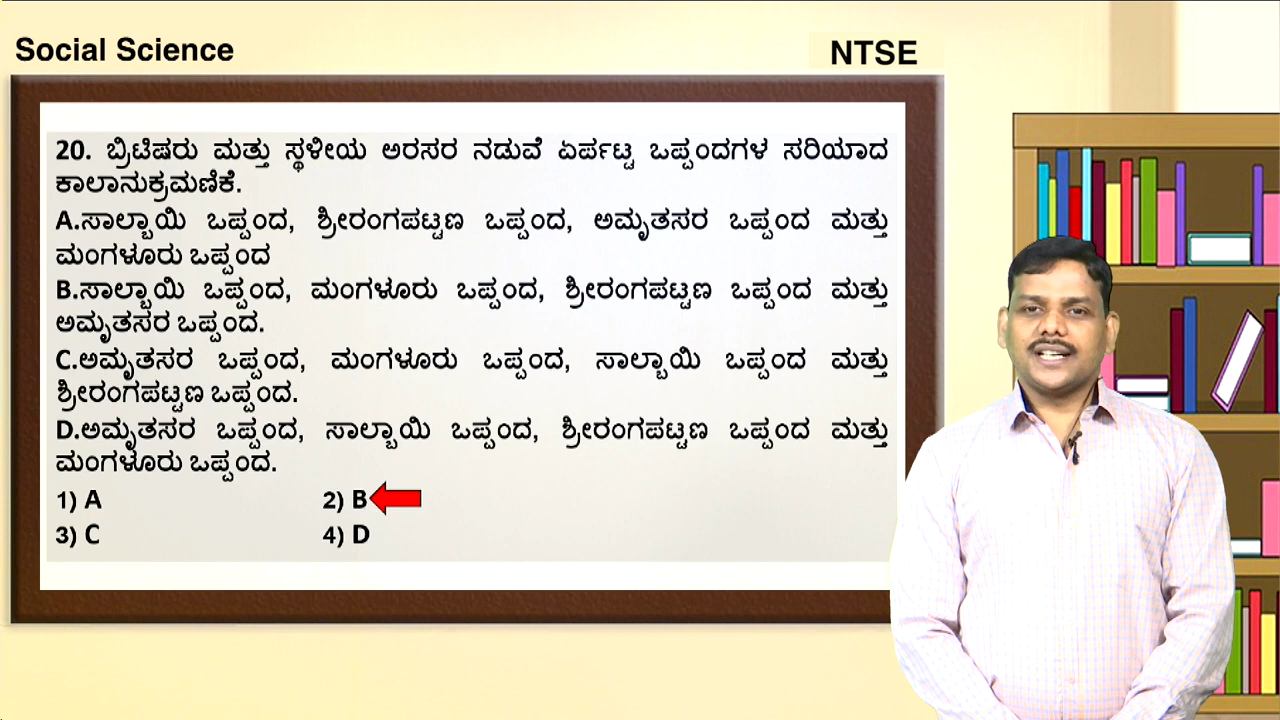 Social Science
NTSE
20. ಬ್ರಿಟಿಷರು ಮತ್ತು ಸ್ಥಳೀಯ ಅರಸರ ನಡುವೆ ಏರ್ಪಟ್ಟ ಒಪ್ಪಂದಗಳ ಸರಿಯಾದ
ಕಾಲಾನುಕ್ರಮಣಿಕೆ.
A.ಸಾಲ್ಬಾಯಿ ಒಪ್ಪಂದ, ಶ್ರೀರಂಗಪಟ್ಟಣ ಒಪ್ಪಂದ, ಅಮೃತಸರ ಒಪ್ಪಂದ ಮತ್ತು
ಮಂಗಳೂರು ಒಪ್ಪಂದ
B.ಸಾಲ್ಬಾಯಿ ಒಪ್ಪಂದ, ಮಂಗಳೂರು ಒಪ್ಪಂದ, ಶ್ರೀರಂಗಪಟ್ಟಣ ಒಪ್ಪಂದ ಮತ್ತು
ಅಮೃತಸರ ಒಪ್ಪಂದ.
C.ಅಮೃತಸರ ಒಪ್ಪಂದ, ಮಂಗಳೂರು ಒಪ್ಪಂದ, ಸಾಲ್ಬಾಯಿ ಒಪ್ಪಂದ ಮತ್ತು
ಶ್ರೀರಂಗಪಟ್ಟಣ ಒಪ್ಪಂದ.
D.ಅಮೃತಸರ ಒಪ್ಪಂದ, ಸಾಲ್ಬಾಯಿ ಒಪ್ಪಂದ, ಶ್ರೀರಂಗಪಟ್ಟಣ ಒಪ್ಪಂದ ಮತ್ತು
ಮಂಗಳೂರು ಒಪ್ಪಂದ.
1) A 2) B
3) C 4) D